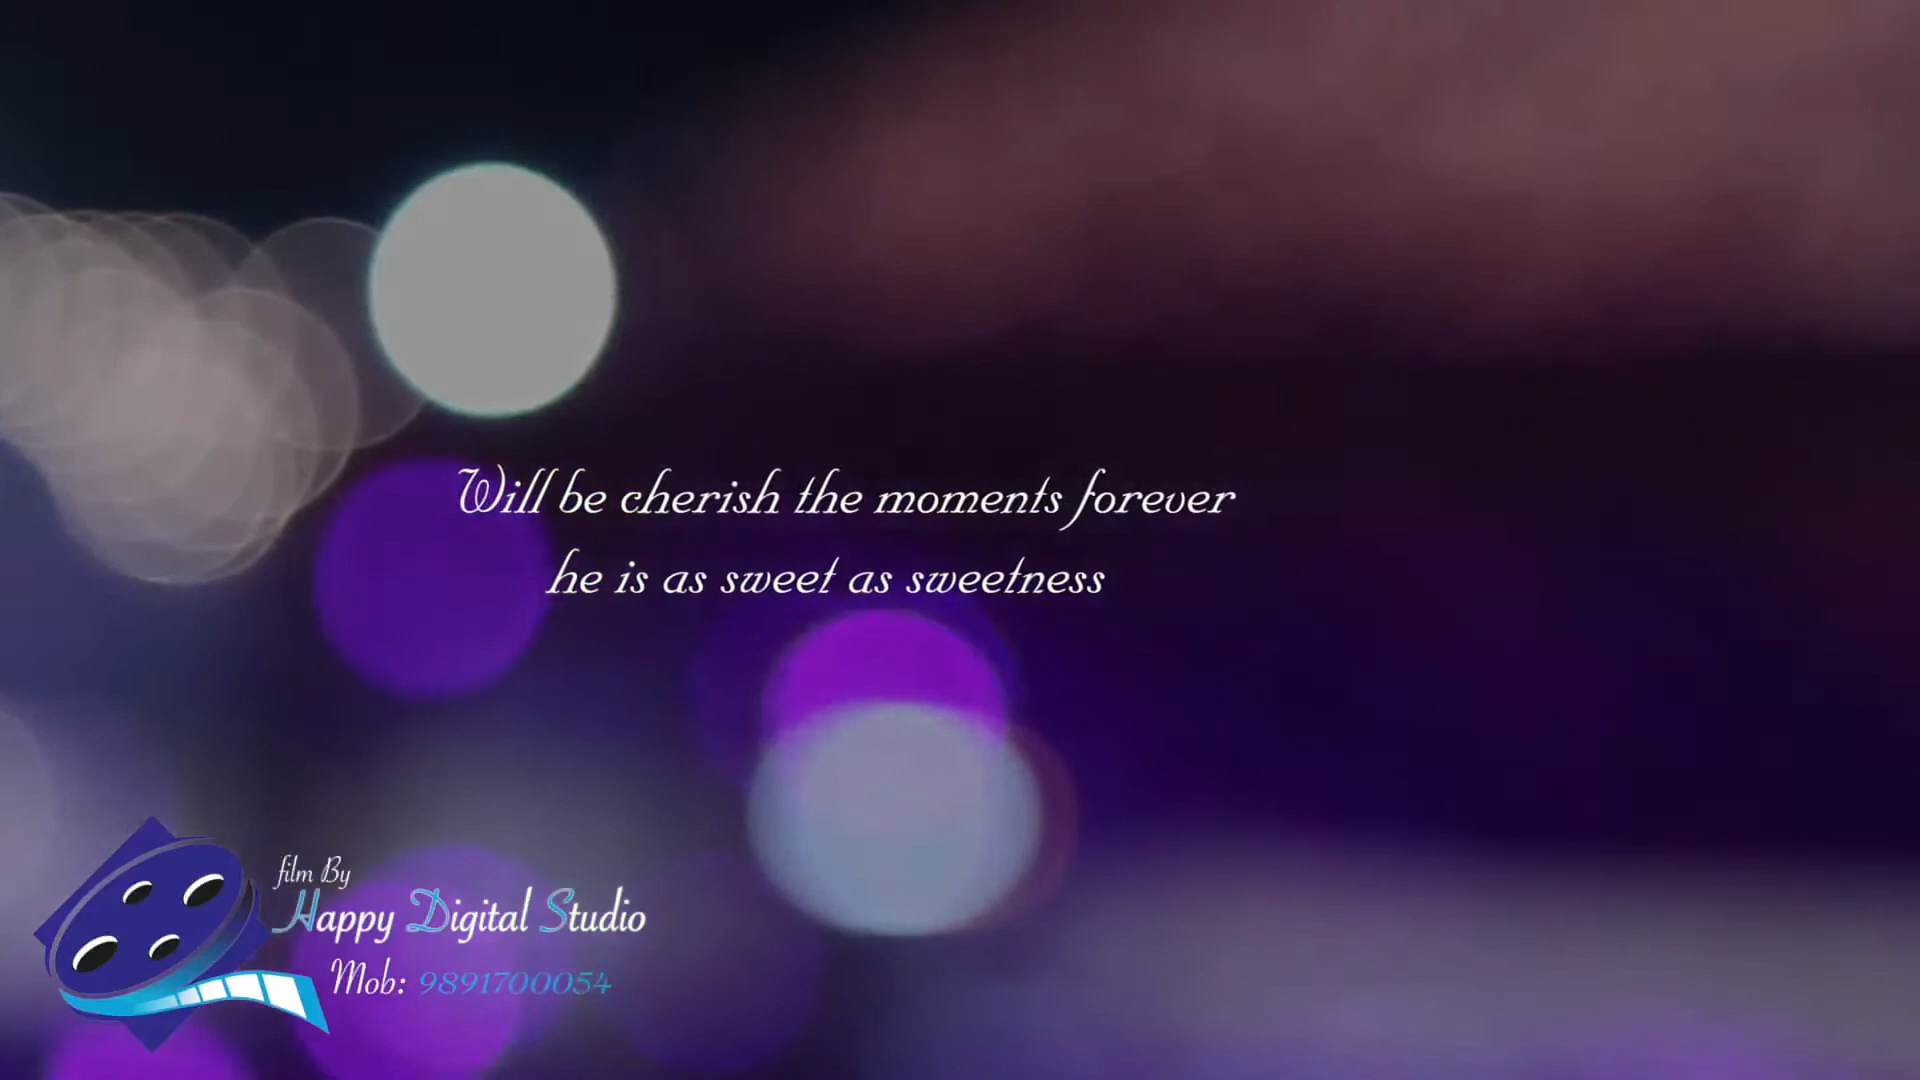 Will be cherish the moments forever
he is as sweet as sweetness
film By
Happy Digital Studio
Mob: 9891700054